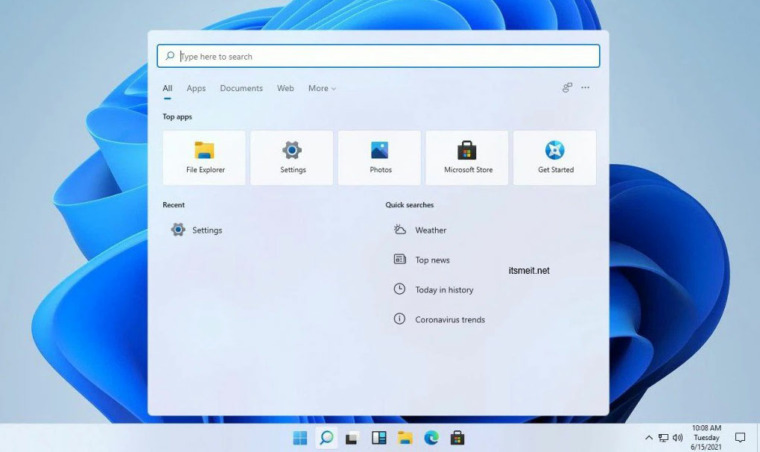 Type here to search
All Apps Documents Web More
Top apps
File Explorer Settings Photos Microsoft Store Get Started
Recent
Settings
Quick searches
Weather
Top news
itsmeit.net
Today in history
Coronavirus trends
10:08 AM
Tuesday
6/15/2021